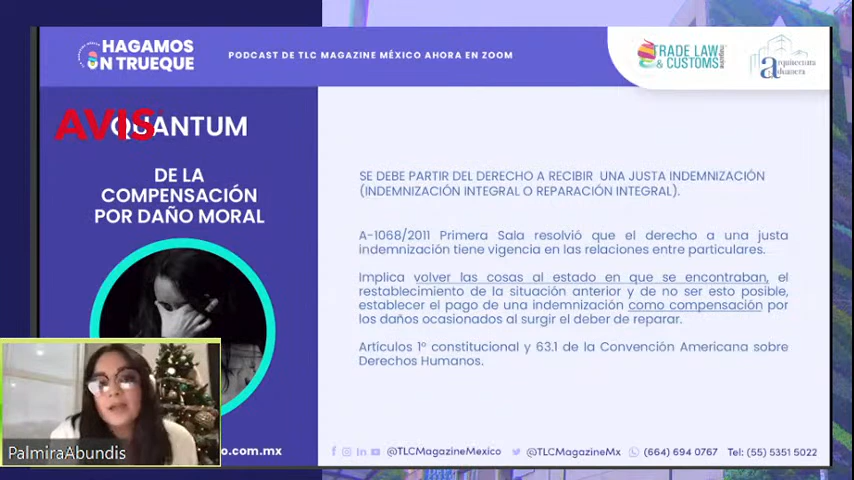 HAGAMOS
UN TRUEQUE
PODCAST DE TLC MAGAZINE MÉXICO AHORA EN ZOOM
TRADE LAW
& CUSTOMS
arquitectura
aduanera
AVIS
QUANTUM
DE LA
COMPENSACIÓN
POR DAÑO MORAL
SE DEBE PARTIR DEL DERECHO A RECIBIR UNA JUSTA INDEMNIZACIÓN
(INDEMNIZACIÓN INTEGRAL O REPARACIÓN INTEGRAL).
A-1068/2011 Primera Sala resolvió que el derecho a una justa
indemnización tiene vigencia en las relaciones entre particulares.
Implica volver las cosas al estado en que se encontraban, el
restablecimiento de la situación anterior y de no ser esto posible,
establecer el pago de una indemnización como compensación por
los daños ocasionados al surgir el deber de reparar.
Artículos 1º constitucional y 63.1 de la Convención Americana sobre
Derechos Humanos.
PalmiraAbundis
o.com.mx
@TLCMagazineMexico
@TLCMagazineMx
(664) 694 0767
Tel: (55) 5351 5022